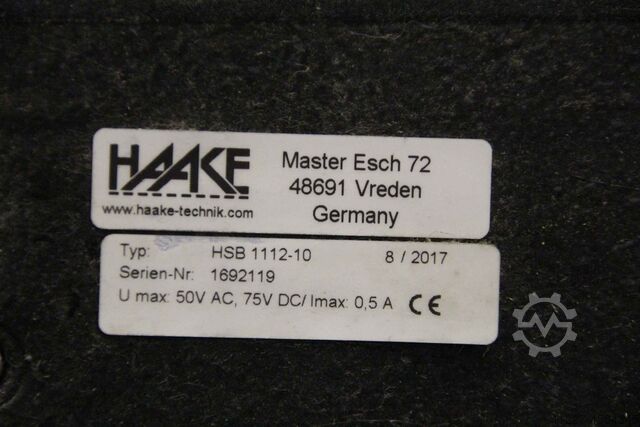 HAAKE
www.haake-technik.com
Master Esch 72
48691 Vreden
Germany
Typ: HSB 1112-10 8 / 2017
Serien-Nr: 1692119
U max: 50V AC, 75V DC/ Imax: 0,5 A CE